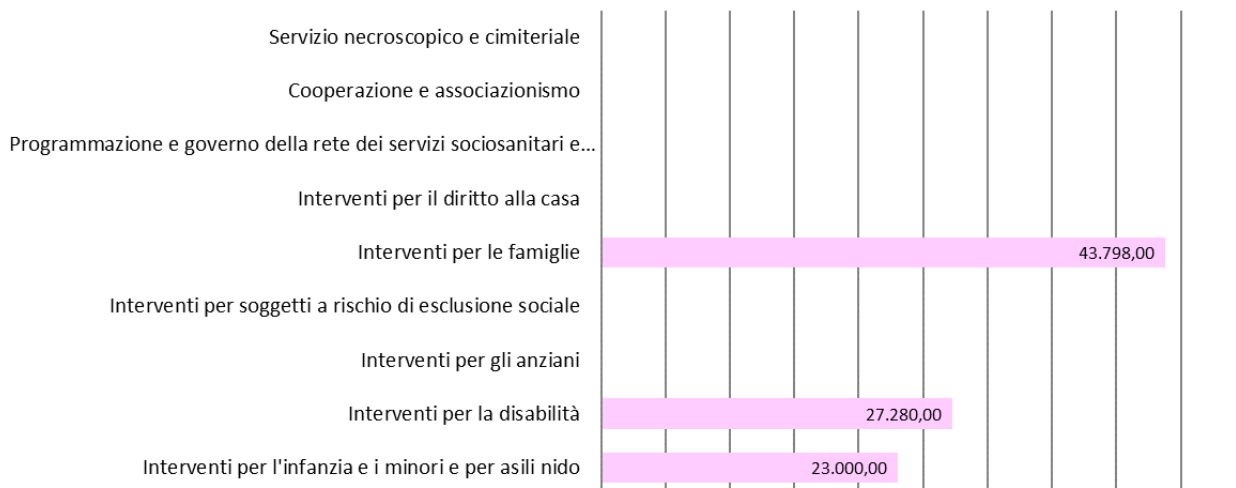 Servizio necroscopico e cimiteriale
Cooperazione e associazionismo
Programmazione e governo della rete dei servizi sociosanitari e...
Interventi per il diritto alla casa
Interventi per le famiglie
43.798,00
Interventi per soggetti a rischio di esclusione sociale
Interventi per gli anziani
Interventi per la disabilità
27.280,00
Interventi per l'infanzia e i minori e per asili nido
23.000,00